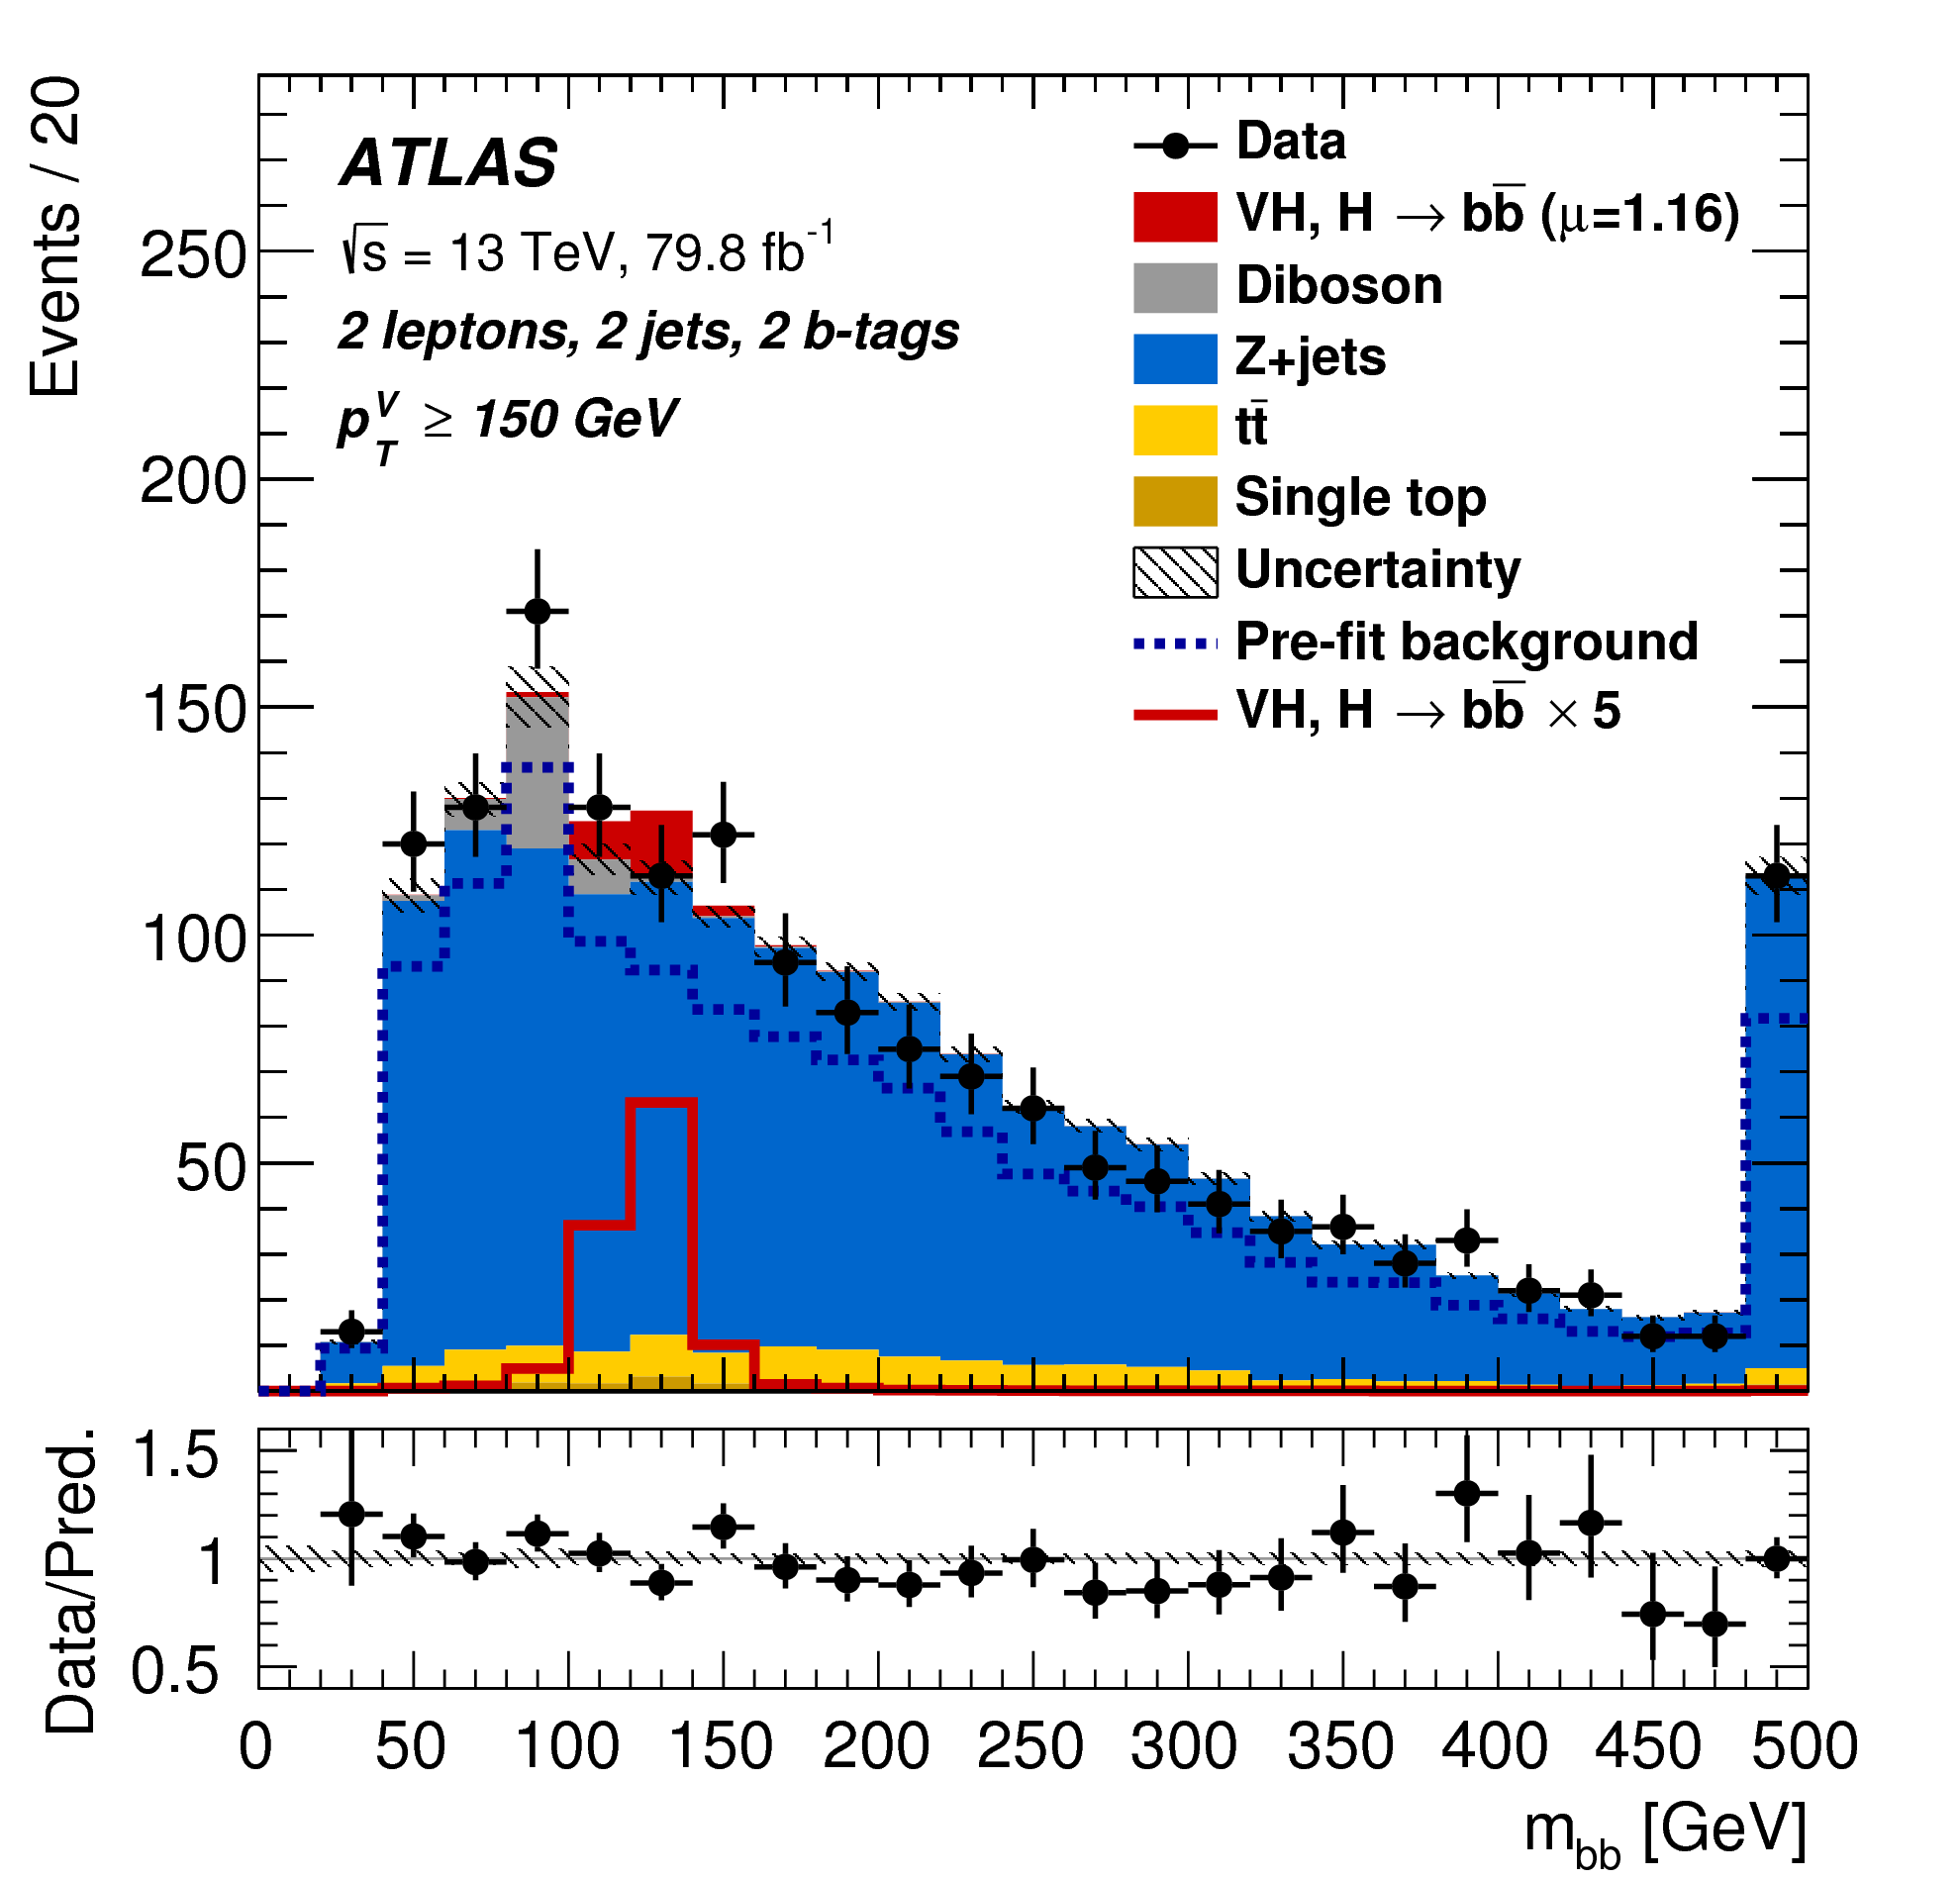 Events / 20
ATLAS
√s = 13 TeV, 79.8 fb⁻¹
2 leptons, 2 jets, 2 b-tags
p_T^V ≥ 150 GeV
Data
VH, H → bb̅ (μ=1.16)
Diboson
Z+jets
tt̅
Single top
Uncertainty
Pre-fit background
VH, H → bb̅ × 5
250
200
150
100
50
Data/Pred.
1.5
1
0.5
0 50 100 150 200 250 300 350 400 450 500
m_bb [GeV]